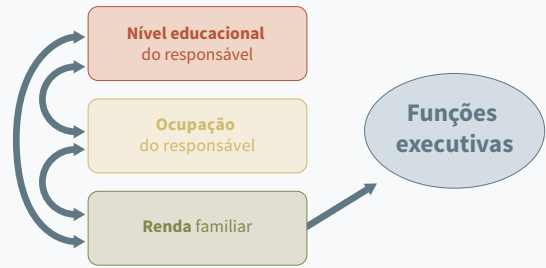 Nível educacional
do responsável
Ocupação
do responsável
Renda familiar
Funções
executivas